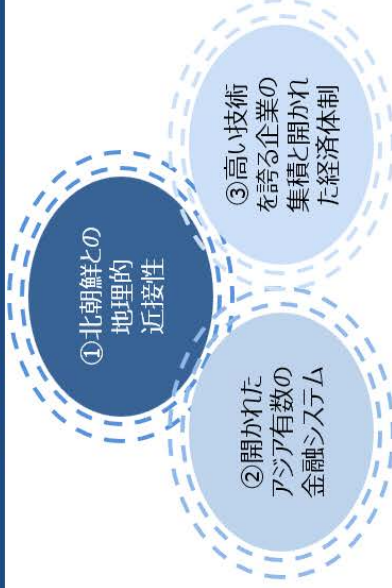 ①北朝鮮との
地理的
近接性
②開かれた
アジア有数の
金融システム
③高い技術
を誇る企業の
集積と開かれ
た経済体制